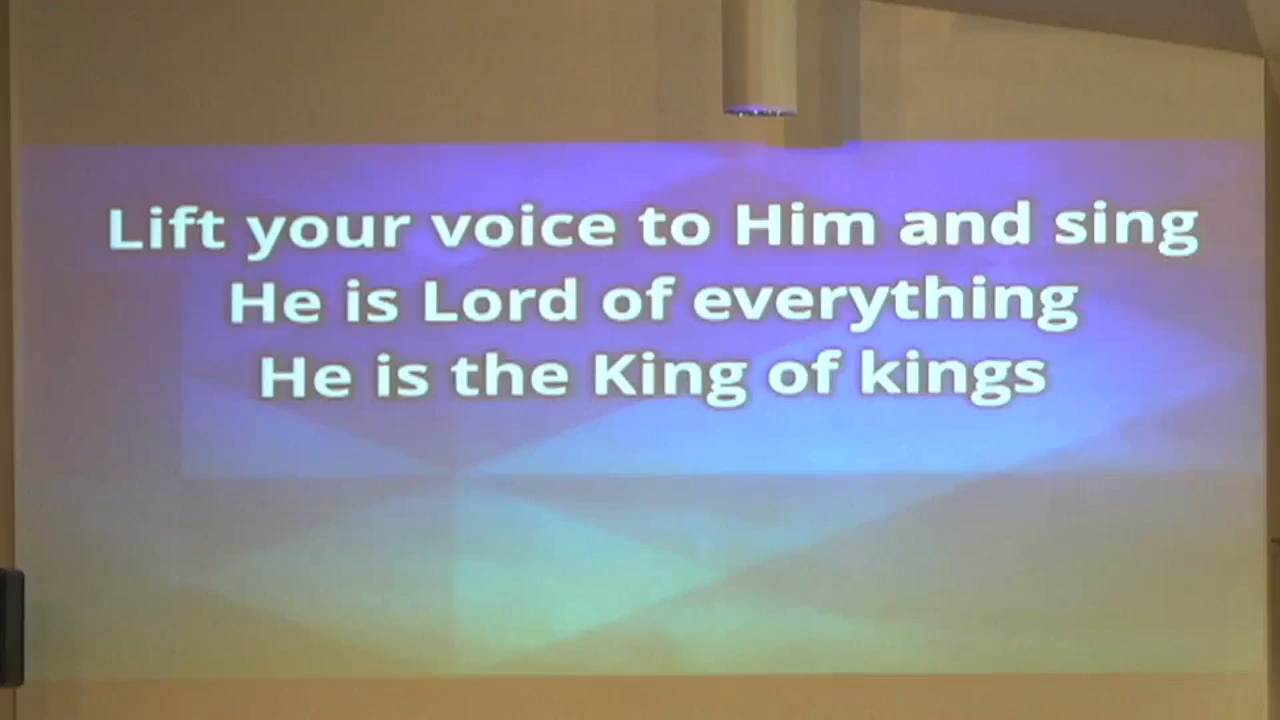 Lift your voice to Him and sing
He is Lord of everything
He is the King of kings